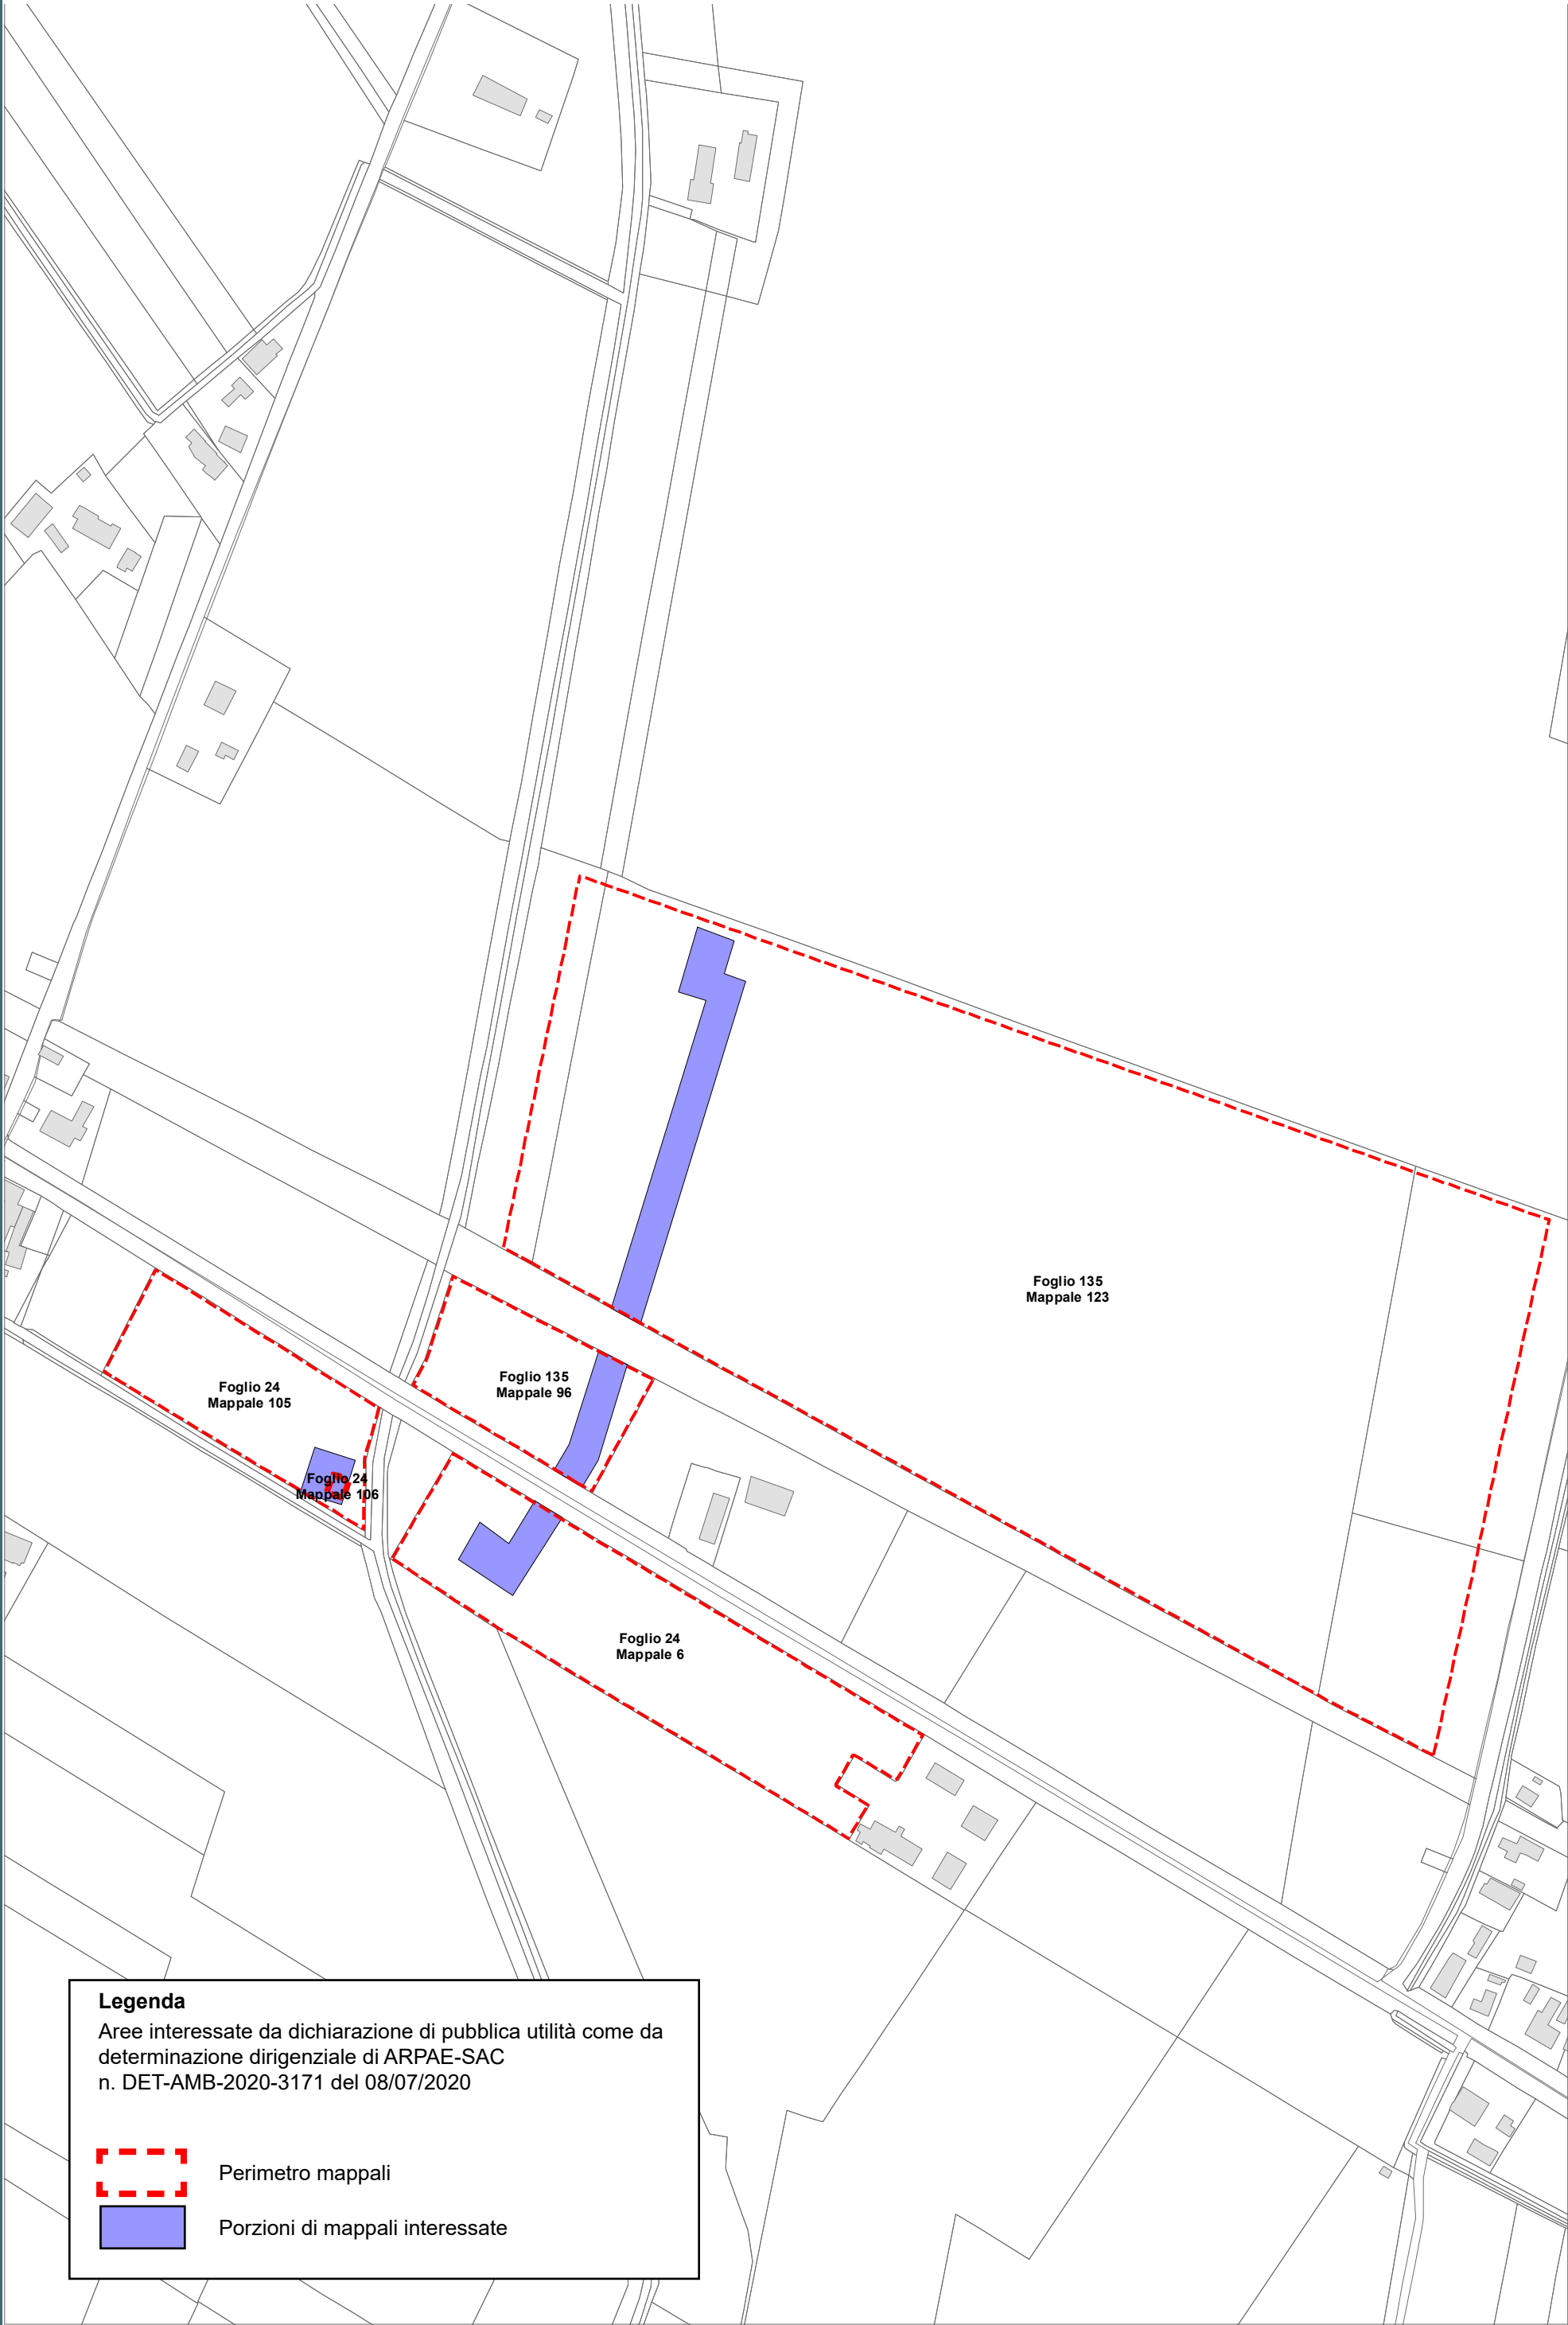 Foglio 135
Mappale 123
Foglio 135
Mappale 96
Foglio 24
Mappale 105
Foglio 24
Mappale 106
Foglio 24
Mappale 6
Legenda
Aree interessate da dichiarazione di pubblica utilità come da
determinazione dirigenziale di ARPAE-SAC
n. DET-AMB-2020-3171 del 08/07/2020
Perimetro mappali
Porzioni di mappali interessate